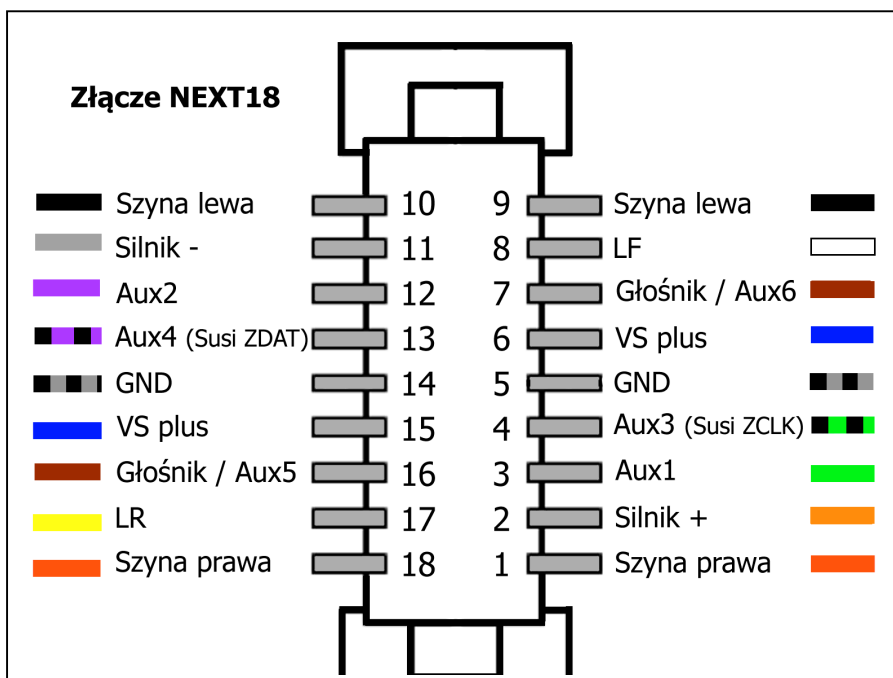 Złącze NEXT18
Szyna lewa 10 9 Szyna lewa
Silnik - 11 8 LF
Aux2 12 7 Głośnik / Aux6
Aux4 (Susi ZDAT) 13 6 VS plus
GND 14 5 GND
VS plus 15 4 Aux3 (Susi ZCLK)
Głośnik / Aux5 16 3 Aux1
LR 17 2 Silnik +
Szyna prawa 18 1 Szyna prawa